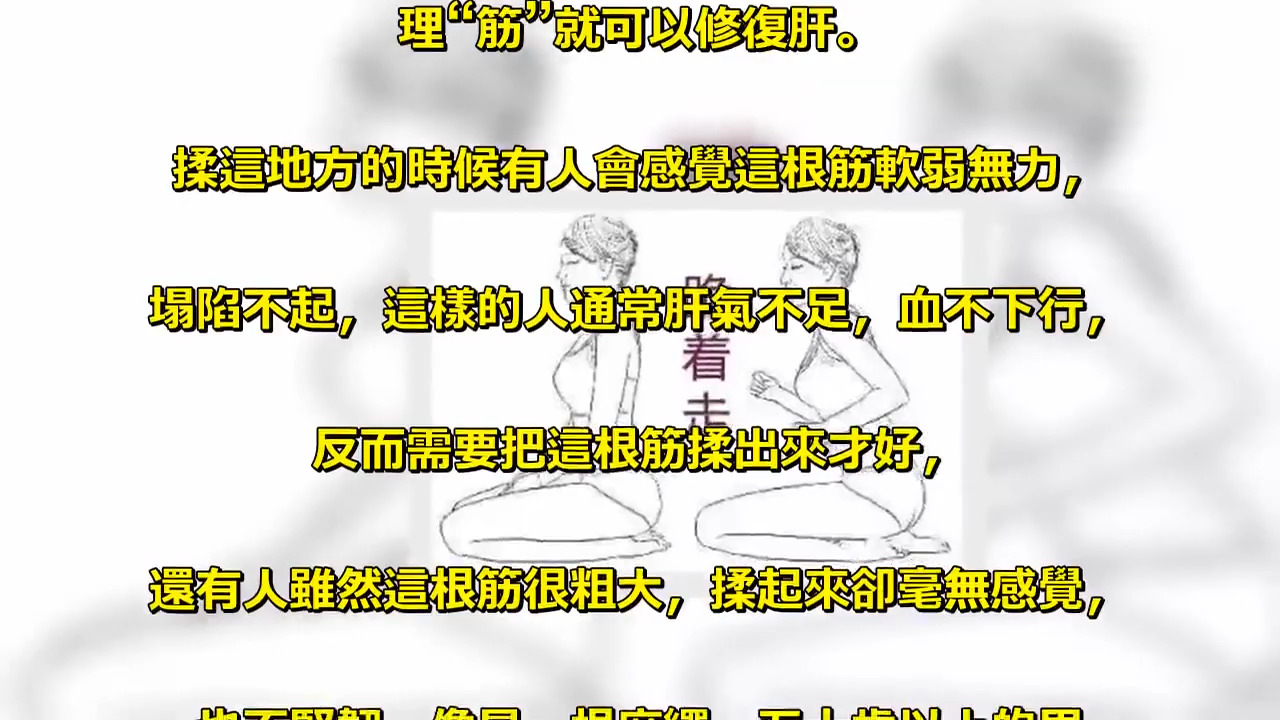 理“筋”就可以修復肝。
揉這地方的時候有人會感覺這根筋軟弱無力，
塌陷不起，這樣的人通常肝氣不足，血不下行，
着走
反而需要把這根筋揉出來才好，
還有人雖然這根筋很粗大，揉起來卻毫無感覺，